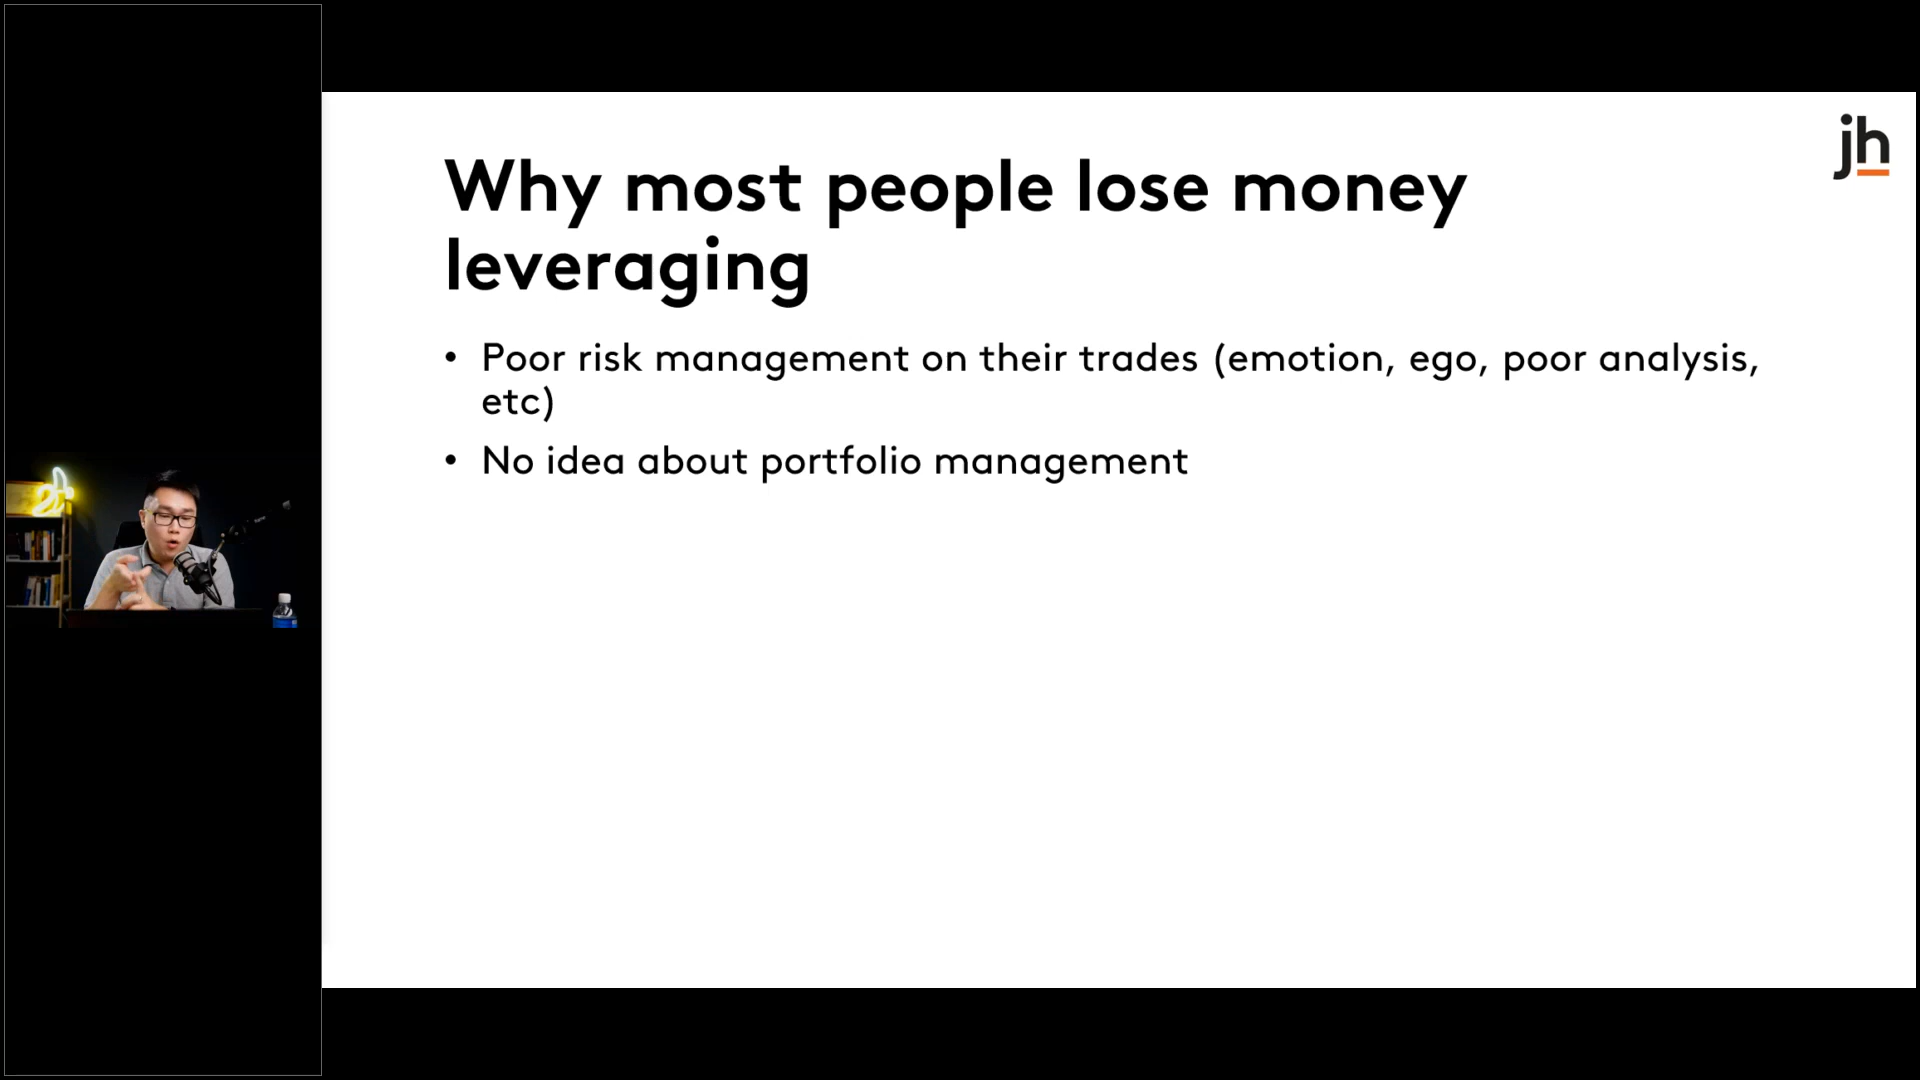 jh
Why most people lose money
leveraging
• Poor risk management on their trades (emotion, ego, poor analysis,
etc)
• No idea about portfolio management